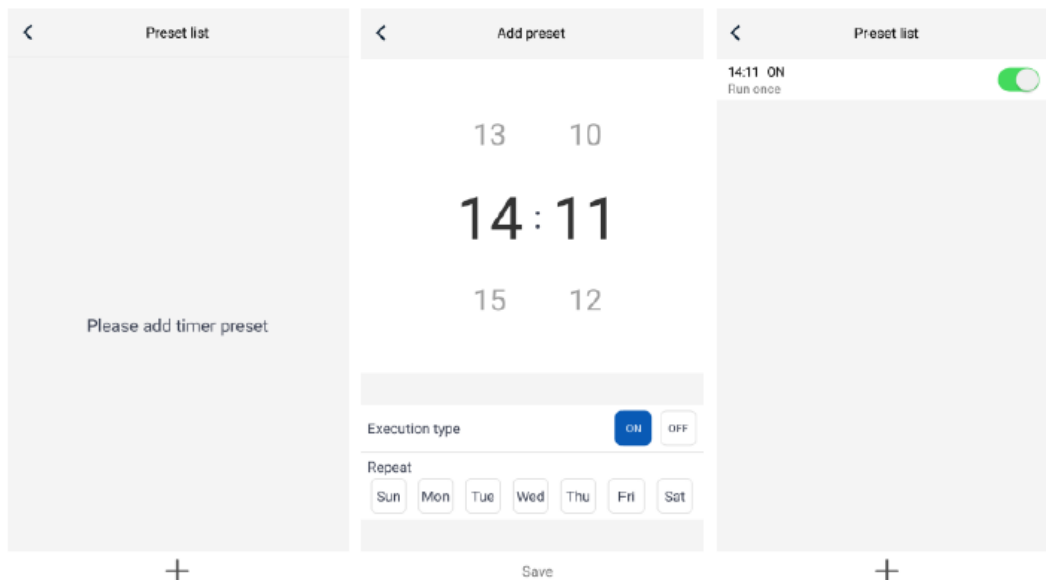 Preset list
Please add timer preset
Add preset
13 10
14 : 11
15 12
Execution type ON OFF
Repeat
Sun Mon Tue Wed Thu Fri Sat
Save
Preset list
14:11 ON
Run once